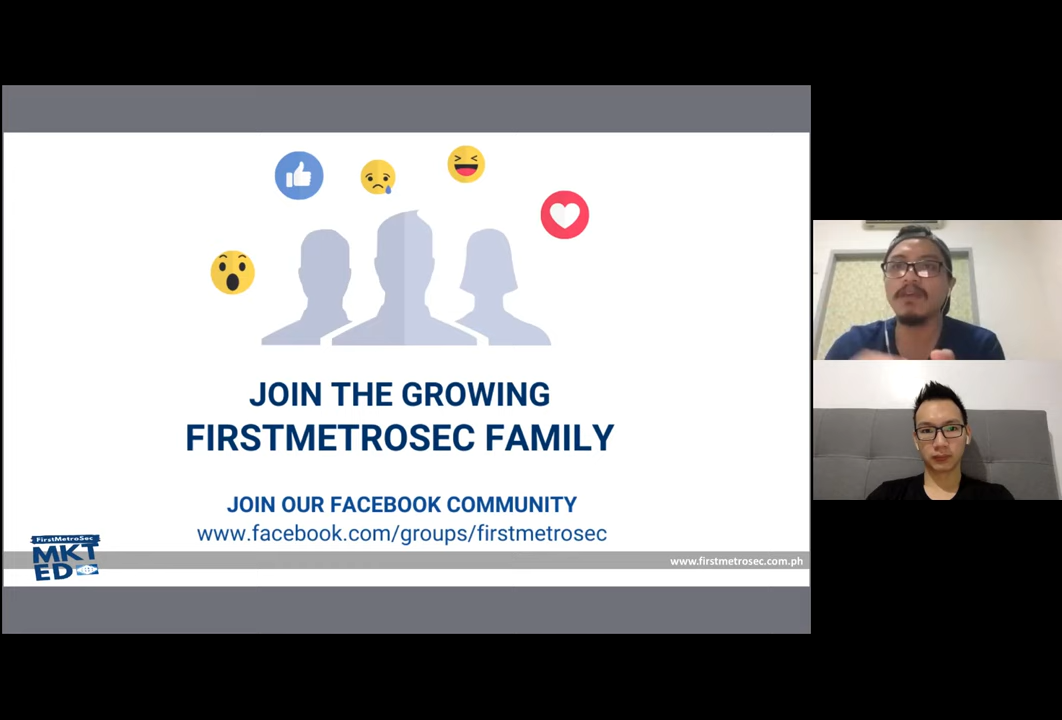 JOIN THE GROWING
FIRSTMETROSEC FAMILY
JOIN OUR FACEBOOK COMMUNITY
www.facebook.com/groups/firstmetrosec
FirstMetroSec
MKT
ED
www.firstmetrosec.com.ph